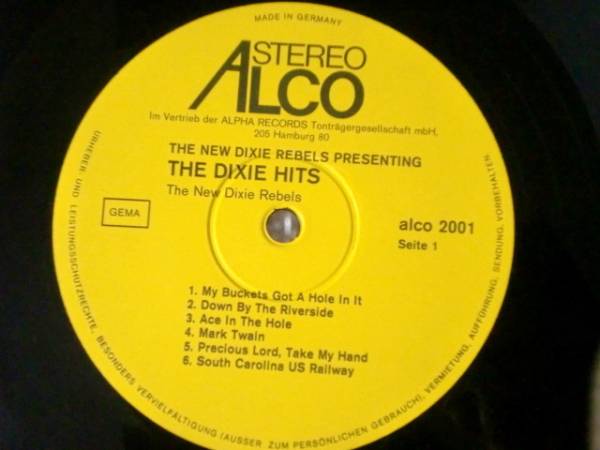 MADE IN GERMANY
STEREO
ALCO
Im Vertrieb der ALPHA RECORDS Tonträgergesellschaft mbH,
205 Hamburg 80
THE NEW DIXIE REBELS PRESENTING
THE DIXIE HITS
The New Dixie Rebels
GEMA
alco 2001
Seite 1
1. My Buckets Got A Hole In It
2. Down By The Riverside
3. Ace In The Hole
4. Mark Twain
5. Precious Lord, Take My Hand
6. South Carolina US Railway
URHEBER- UND LEISTUNGSSCHUTZRECHTE, BESONDERS VERVIELFÄLTIGUNG (AUSSER ZUM PERSÖNLICHEN GEBRAUCH), VERMIETUNG, AUFFÜHRUNG, SENDUNG, VORBEHALTEN